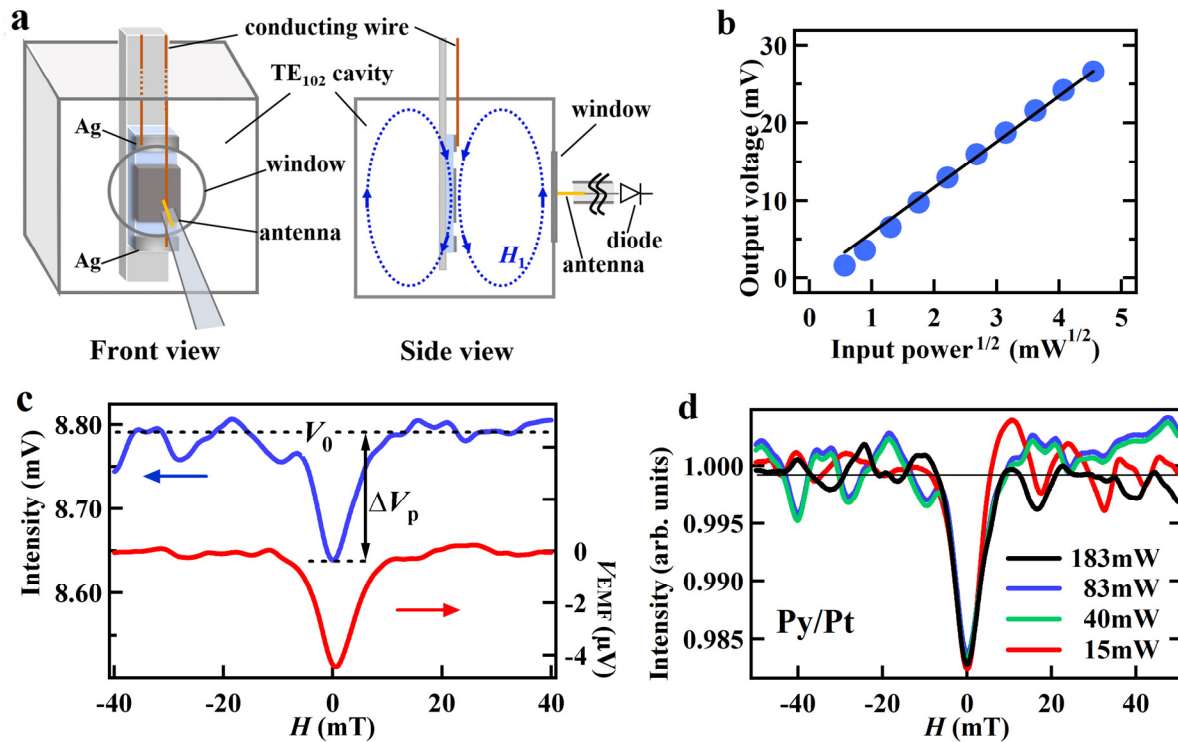 a
conducting wire
TE102 cavity
Ag
window
antenna
Ag
Front view
window
H1
diode
antenna
Side view
b
Output voltage (mV)
30
20
10
0
0 1 2 3 4 5
Input power1/2 (mW1/2)
c
Intensity (mV)
8.80
8.70
8.60
V0
ΔVp
0
-2
-4
VEMF (μV)
-40 -20 0 20 40
H (mT)
d
Intensity (arb. units)
1.000
0.995
0.990
0.985
Py/Pt
183mW
83mW
40mW
15mW
-40 -20 0 20 40
H (mT)